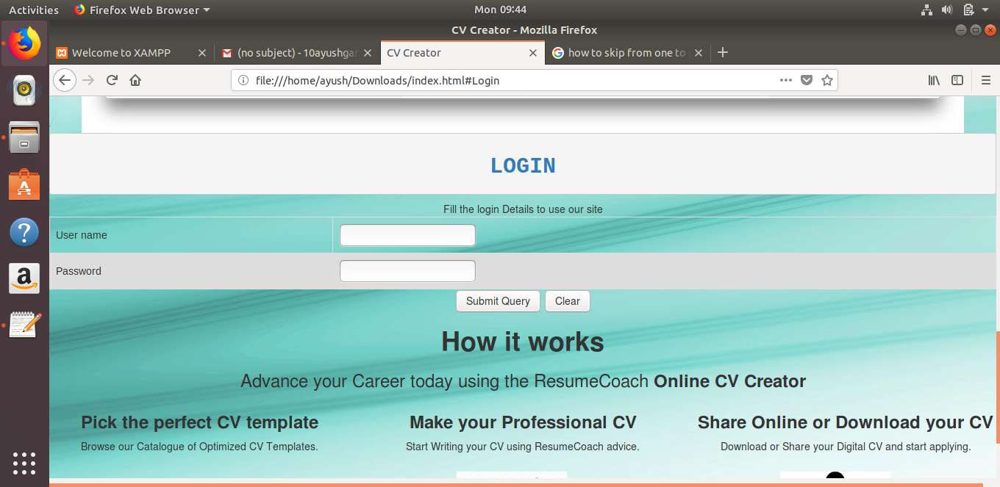 Activities Firefox Web Browser Mon 09:44
CV Creator - Mozilla Firefox
Welcome to XAMPP (no subject) - 10ayushgar CV Creator how to skip from one to
file:///home/ayush/Downloads/index.html#Login
LOGIN
Fill the login Details to use our site
User name
Password
Submit Query Clear
How it works
Advance your Career today using the ResumeCoach Online CV Creator
Pick the perfect CV template Make your Professional CV Share Online or Download your CV
Browse our Catalogue of Optimized CV Templates. Start Writing your CV using ResumeCoach advice. Download or Share your Digital CV and start applying.